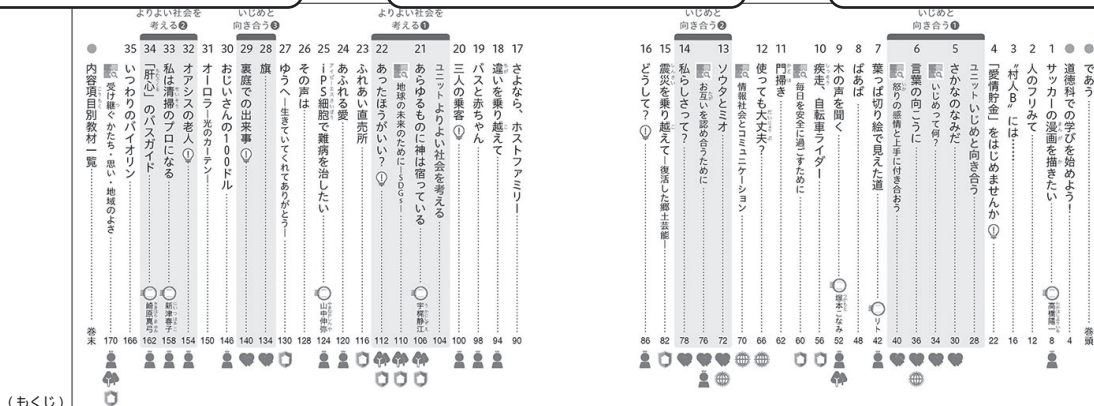 いじめと向き合う❶
● であう 巻頭
● 道徳科での学びを始めよう！ 4
1 サッカーの漫画を描きたい 高橋陽一 8
2 人のフリみて 12
3 “村人B”には…… 16
4 「愛情貯金」をはじめませんか 22
ユニット いじめと向き合う 28
5 さかなのなみだ 30
いじめって何？ 34
6 言葉の向こうに 36
怒りの感情と上手に付き合おう 40
7 葉っぱ切り絵で見えた道 リト 42
8 ばあば 48
9 木の声を聞く 塚本こなみ 52
10 疾走、自転車ライダー 56
毎日を安全に過ごすために 60
11 門掃き 62
12 使っても大丈夫？ 66
情報社会とコミュニケーション 70
いじめと向き合う❷
13 ソウタとミオ 72
お互いを認め合うために 76
14 私らしさって？ 78
15 震災を乗り越えて―復活した郷土芸能― 82
16 どうして？ 86
17 さよなら、ホストファミリー 90
18 違いを乗り越えて 94
19 バスと赤ちゃん 98
20 三人の乗客 100
よりよい社会を考える❶
ユニット よりよい社会を考える 104
21 あらゆるものに神は宿っている 宇梶静江 106
地球の未来のために―SDGs― 110
22 あったほうがいい？ 112
23 ふれあい直売所 116
24 あふれる愛 120
25 iPS細胞で難病を治したい 山中伸弥 124
26 その声は 128
27 ゆうへ―生きていてくれてありがとう― 130
いじめと向き合う❸
28 旗 134
29 裏庭での出来事 140
30 おじいさんの100ドル 146
31 オーロラ―光のカーテン― 150
よりよい社会を考える❷
32 オアシスの老人 154
33 私は清掃のプロになる 新津春子 158
34 「肝心」のバスガイド 崎原真弓 162
35 いつわりのバイオリン 166
受け継ぐ かたち・思い・地域のよさ 170
● 内容項目別教材一覧 巻末
（もくじ）